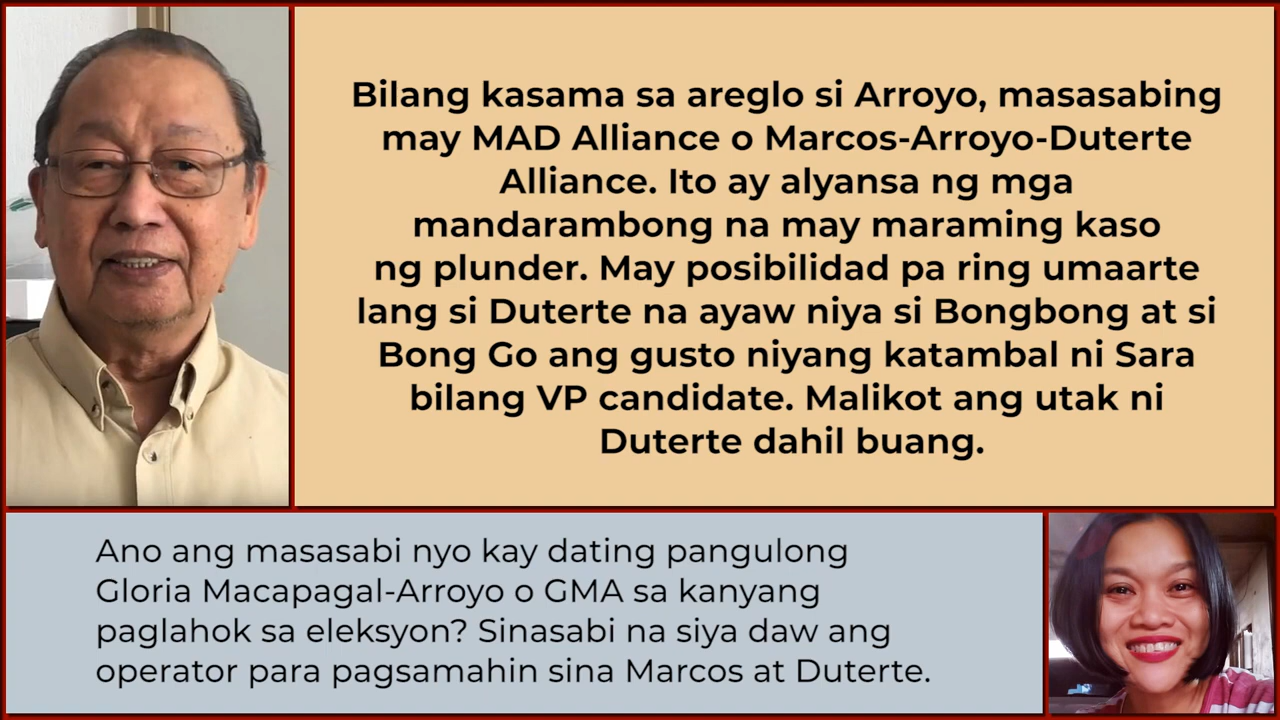 Bilang kasama sa areglo si Arroyo, masasabing
may MAD Alliance o Marcos-Arroyo-Duterte
Alliance. Ito ay alyansa ng mga
mandarambong na may maraming kaso
ng plunder. May posibilidad pa ring umaarte
lang si Duterte na ayaw niya si Bongbong at si
Bong Go ang gusto niyang katambal ni Sara
bilang VP candidate. Malikot ang utak ni
Duterte dahil buang.
Ano ang masasabi nyo kay dating pangulong
Gloria Macapagal-Arroyo o GMA sa kanyang
paglahok sa eleksyon? Sinasabi na siya daw ang
operator para pagsamahin sina Marcos at Duterte.